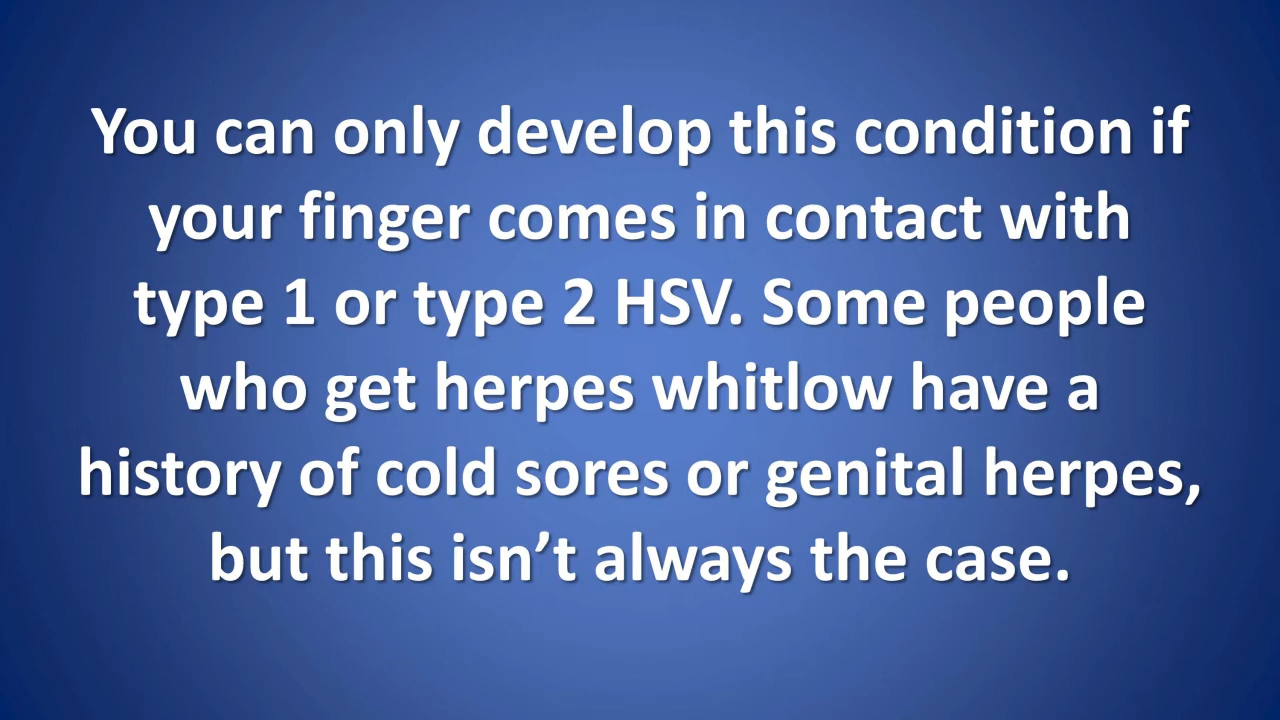 You can only develop this condition if
your finger comes in contact with
type 1 or type 2 HSV. Some people
who get herpes whitlow have a
history of cold sores or genital herpes,
but this isn’t always the case.